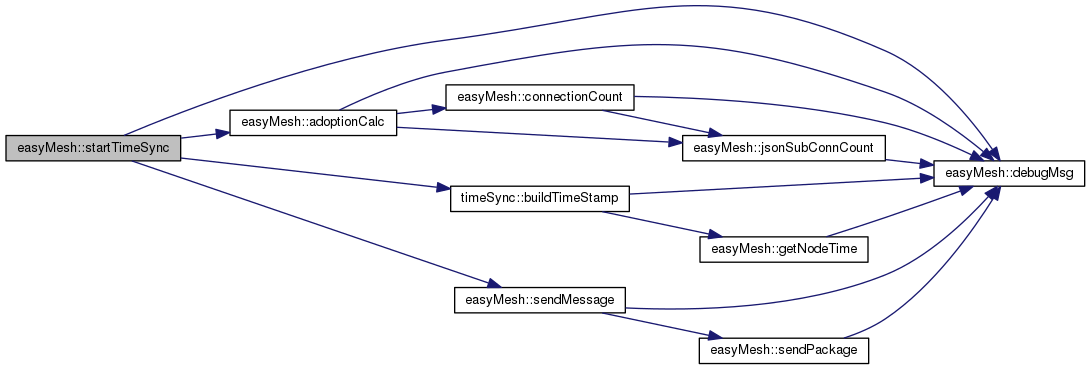 easyMesh::startTimeSync
easyMesh::adoptionCalc
easyMesh::connectionCount
easyMesh::jsonSubConnCount
easyMesh::debugMsg
timeSync::buildTimeStamp
easyMesh::getNodeTime
easyMesh::sendMessage
easyMesh::sendPackage